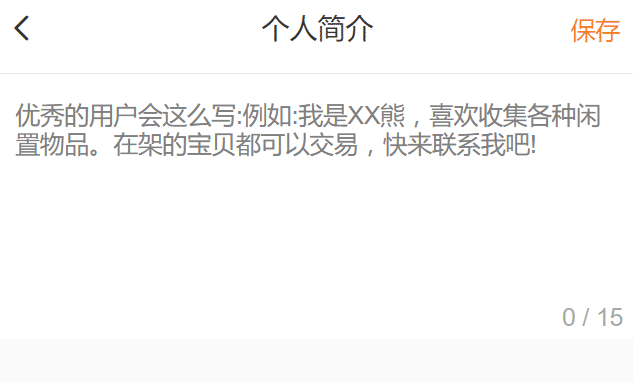 个人简介
保存
优秀的用户会这么写:例如:我是XX熊，喜欢收集各种闲
置物品。在架的宝贝都可以交易，快来联系我吧!
0 / 15